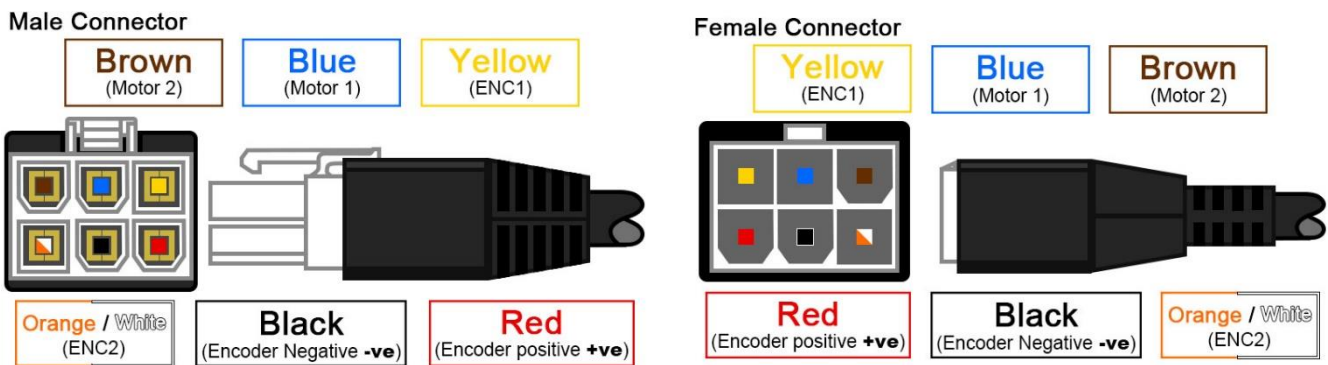 Male Connector
Brown
(Motor 2)
Blue
(Motor 1)
Yellow
(ENC1)
Orange / White
(ENC2)
Black
(Encoder Negative -ve)
Red
(Encoder positive +ve)
Female Connector
Yellow
(ENC1)
Blue
(Motor 1)
Brown
(Motor 2)
Red
(Encoder positive +ve)
Black
(Encoder Negative -ve)
Orange / White
(ENC2)